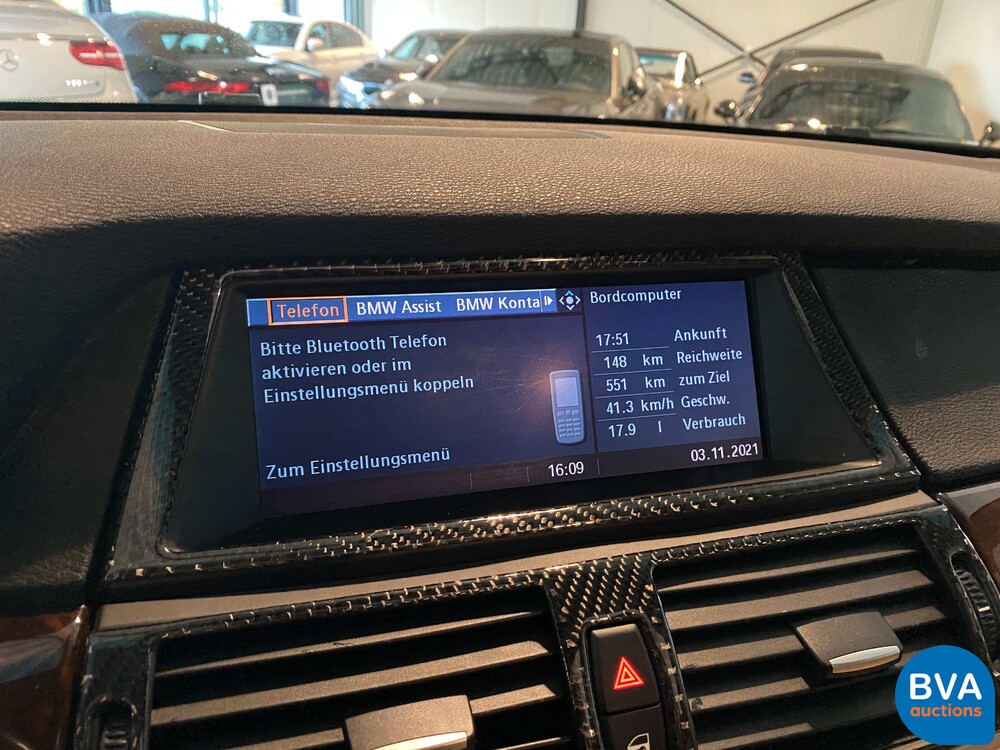 Telefon BMW Assist BMW Konta
Bitte Bluetooth Telefon
aktivieren oder im
Einstellungsmenü koppeln
Zum Einstellungsmenü
16:09
Bordcomputer
17:51 Ankunft
148 km Reichweite
551 km zum Ziel
41.3 km/h Geschw.
17.9 l Verbrauch
03.11.2021
BVA
auctions